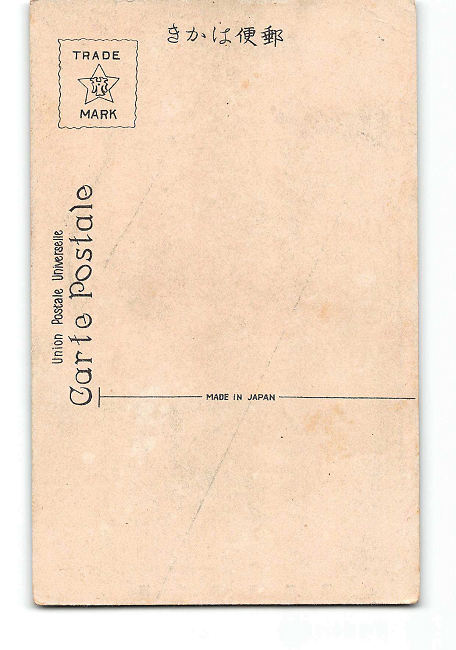 きかは便郵
TRADE
MARK
Union Postale Universelle
Carte Postale
MADE IN JAPAN